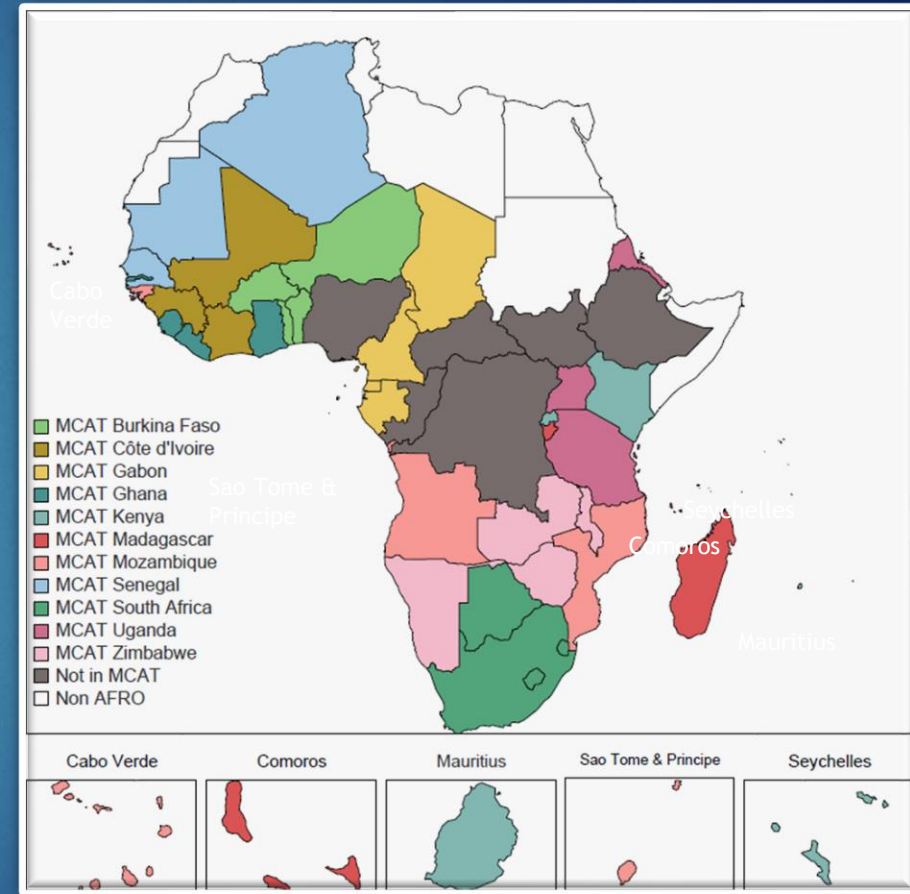 Cabo
Verde
MCAT Burkina Faso
MCAT Côte d'Ivoire
MCAT Gabon
MCAT Ghana
MCAT Kenya
MCAT Madagascar
MCAT Mozambique
MCAT Senegal
MCAT South Africa
MCAT Uganda
MCAT Zimbabwe
Not in MCAT
Non AFRO
Sao Tome &
Principe
Seychelles
Comoros
Mauritius
Cabo Verde
Comoros
Mauritius
Sao Tome & Principe
Seychelles